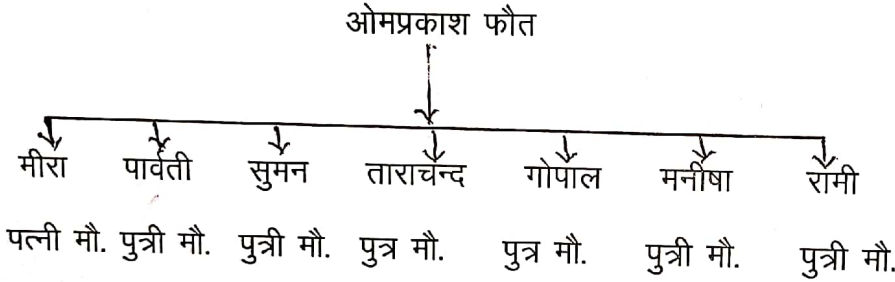 ओमप्रकाश फौत
मीरा पार्वती सुमन ताराचन्द गोपाल मनीषा रामी
पत्नी मौ. पुत्री मौ. पुत्री मौ. पुत्र मौ. पुत्र मौ. पुत्री मौ. पुत्री मौ.